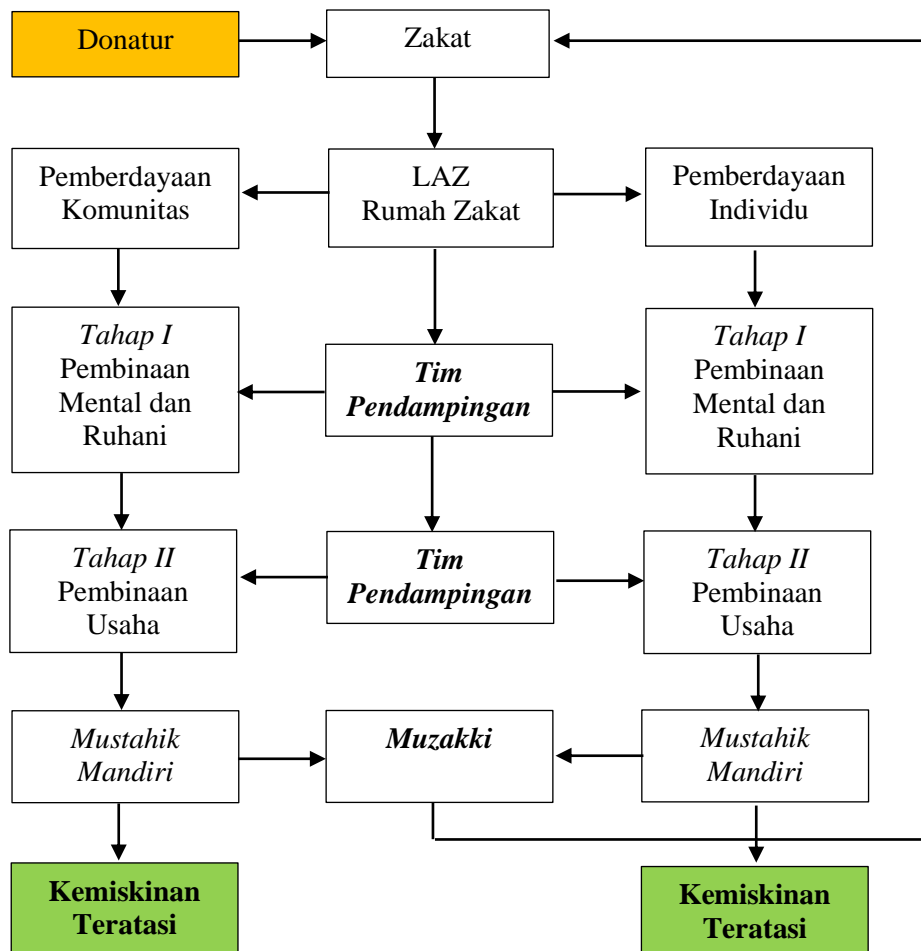 Donatur
Zakat
Pemberdayaan
Komunitas
LAZ
Rumah Zakat
Pemberdayaan
Individu
Tahap I
Pembinaan
Mental dan
Ruhani
Tim
Pendampingan
Tahap I
Pembinaan
Mental dan
Ruhani
Tahap II
Pembinaan
Usaha
Tim
Pendampingan
Tahap II
Pembinaan
Usaha
Mustahik
Mandiri
Muzakki
Mustahik
Mandiri
Kemiskinan
Teratasi
Kemiskinan
Teratasi